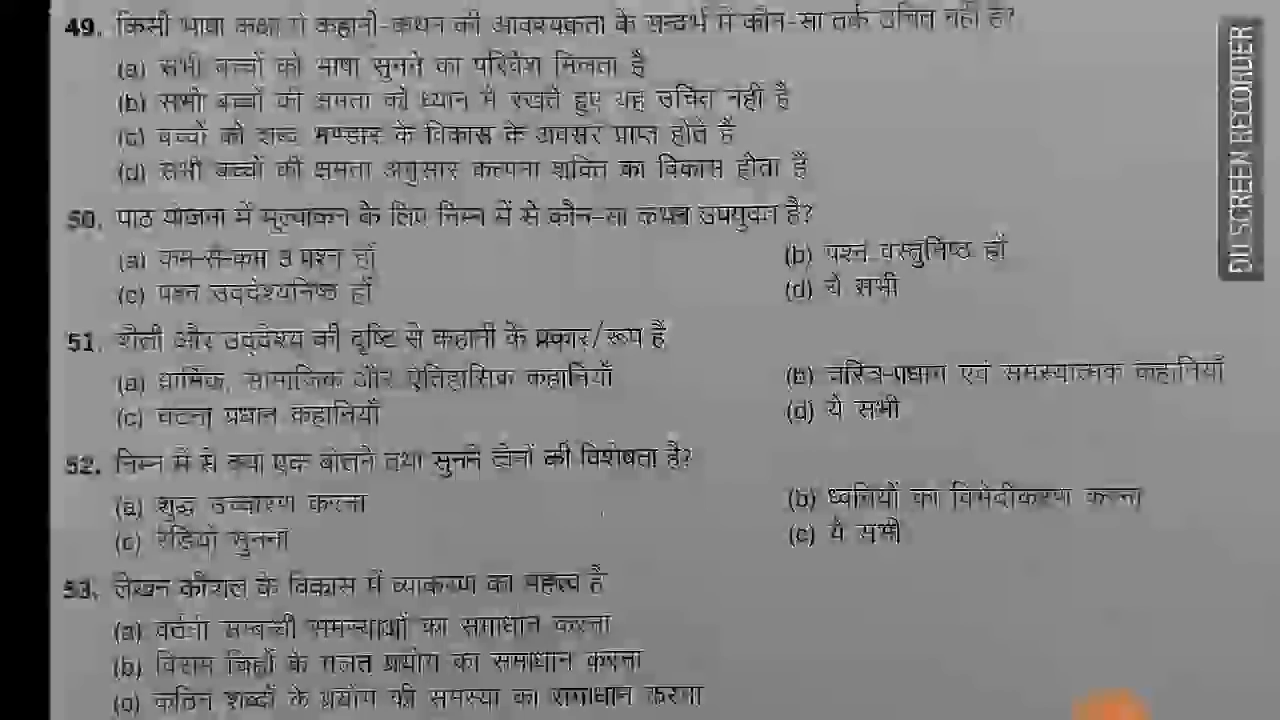 49. किसी भाषा कक्षा में कहानी-कथन की आवश्यकता के सन्दर्भ में कौन-सा तर्क उचित नहीं है?
(a) सभी बच्चों को भाषा सुनने का परिवेश मिलता है
(b) सभी बच्चों की क्षमता को ध्यान में रखते हुए यह उचित नहीं है
(c) बच्चों को शब्द भण्डार के विकास के अवसर प्राप्त होते हैं
(d) सभी बच्चों की क्षमता अनुसार कल्पना शक्ति का विकास होता है
50. पाठ योजना में मूल्यांकन के लिए निम्न में से कौन-सा कथन उपयुक्त है?
(a) कम-से-कम 3 प्रश्न हों
(b) प्रश्न वस्तुनिष्ठ हों
(c) प्रश्न उद्देश्यनिष्ठ हों
(d) ये सभी
51. शैली और उद्देश्य की दृष्टि से कहानी के प्रकार/रूप हैं
(a) धार्मिक, सामाजिक और ऐतिहासिक कहानियाँ
(b) चरित्र-प्रधान एवं समस्यात्मक कहानियाँ
(c) घटना प्रधान कहानियाँ
(d) ये सभी
52. निम्न में से क्या एक बोलने तथा सुनने दोनों की विशेषता है?
(a) शुद्ध उच्चारण करना
(b) ध्वनियों का विभेदीकरण करना
(c) रेडियो सुनना
(c) ये सभी
53. लेखन कौशल के विकास में व्याकरण का महत्त्व है
(a) वर्तनी सम्बन्धी समस्याओं का समाधान करना
(b) विराम चिह्नों के गलत प्रयोग का समाधान करना
(c) कठिन शब्दों के प्रयोग की समस्या का समाधान करना
DU SCREEN RECORDER